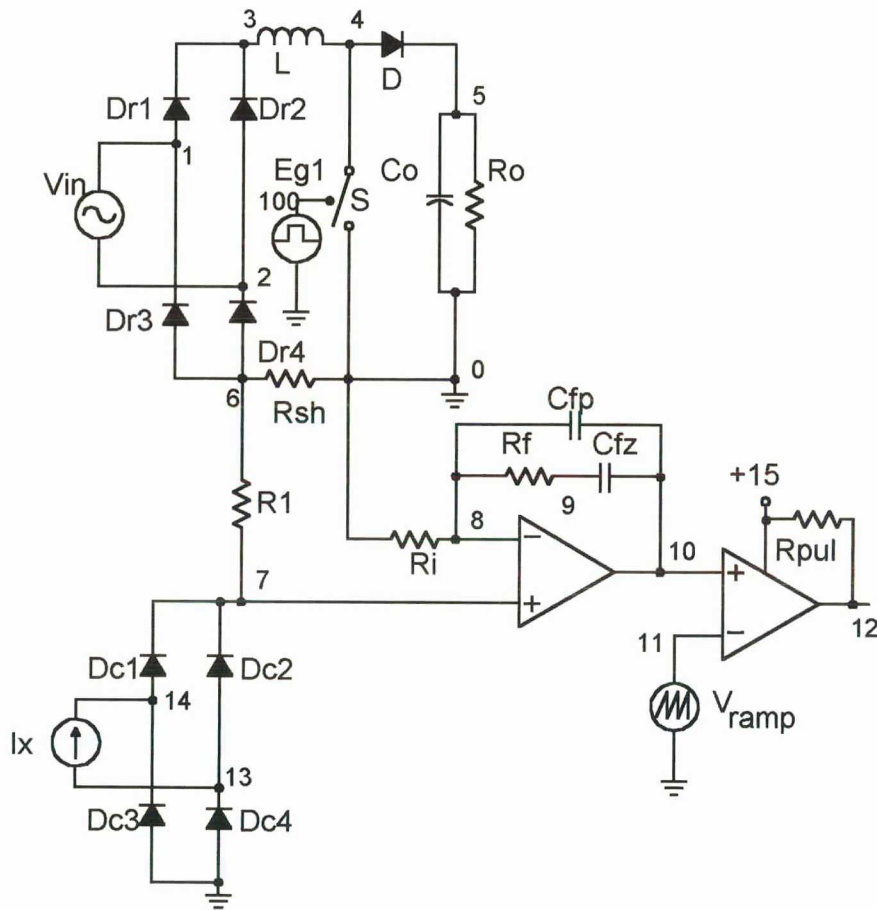 3
4
L
D
5
Dr1
Dr2
1
Eg1
Co
Ro
Vin
100
S
2
Dr3
Dr4
0
6
Rsh
Cfp
Rf
Cfz
+15
R1
9
8
10
Rpul
Ri
7
11
12
Dc1
Dc2
14
Vramp
Ix
13
Dc3
Dc4